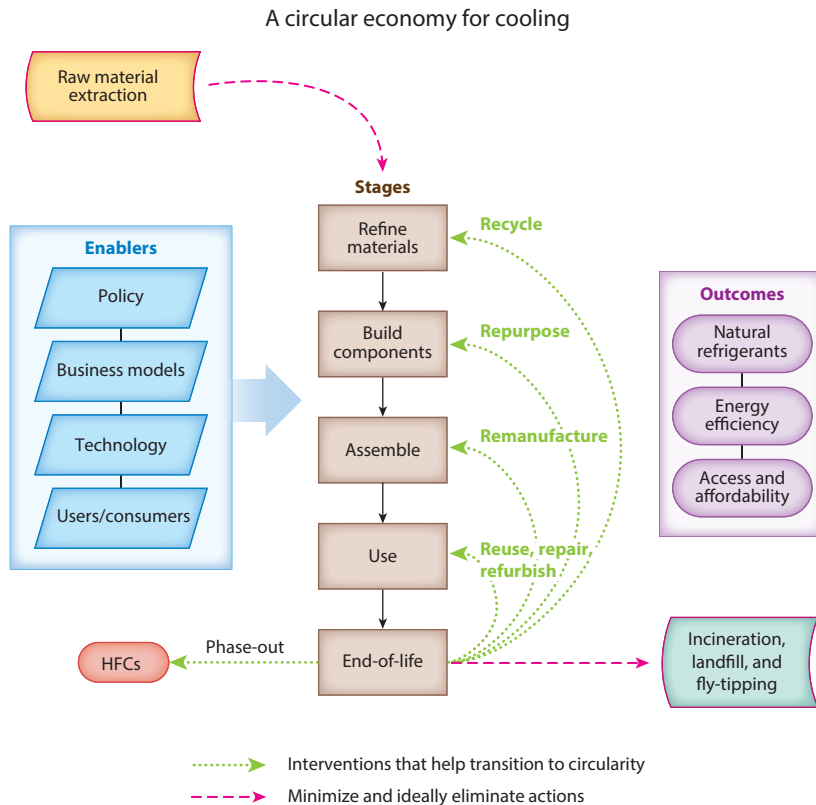 A circular economy for cooling
Raw material
extraction
Stages
Refine
materials
Recycle
Enablers
Policy
Business models
Technology
Users/consumers
Build
components
Repurpose
Outcomes
Natural
refrigerants
Energy
efficiency
Access and
affordability
Assemble
Remanufacture
Use
Reuse, repair,
refurbish
HFCs
Phase-out
End-of-life
Incineration,
landfill, and
fly-tipping
Interventions that help transition to circularity
Minimize and ideally eliminate actions